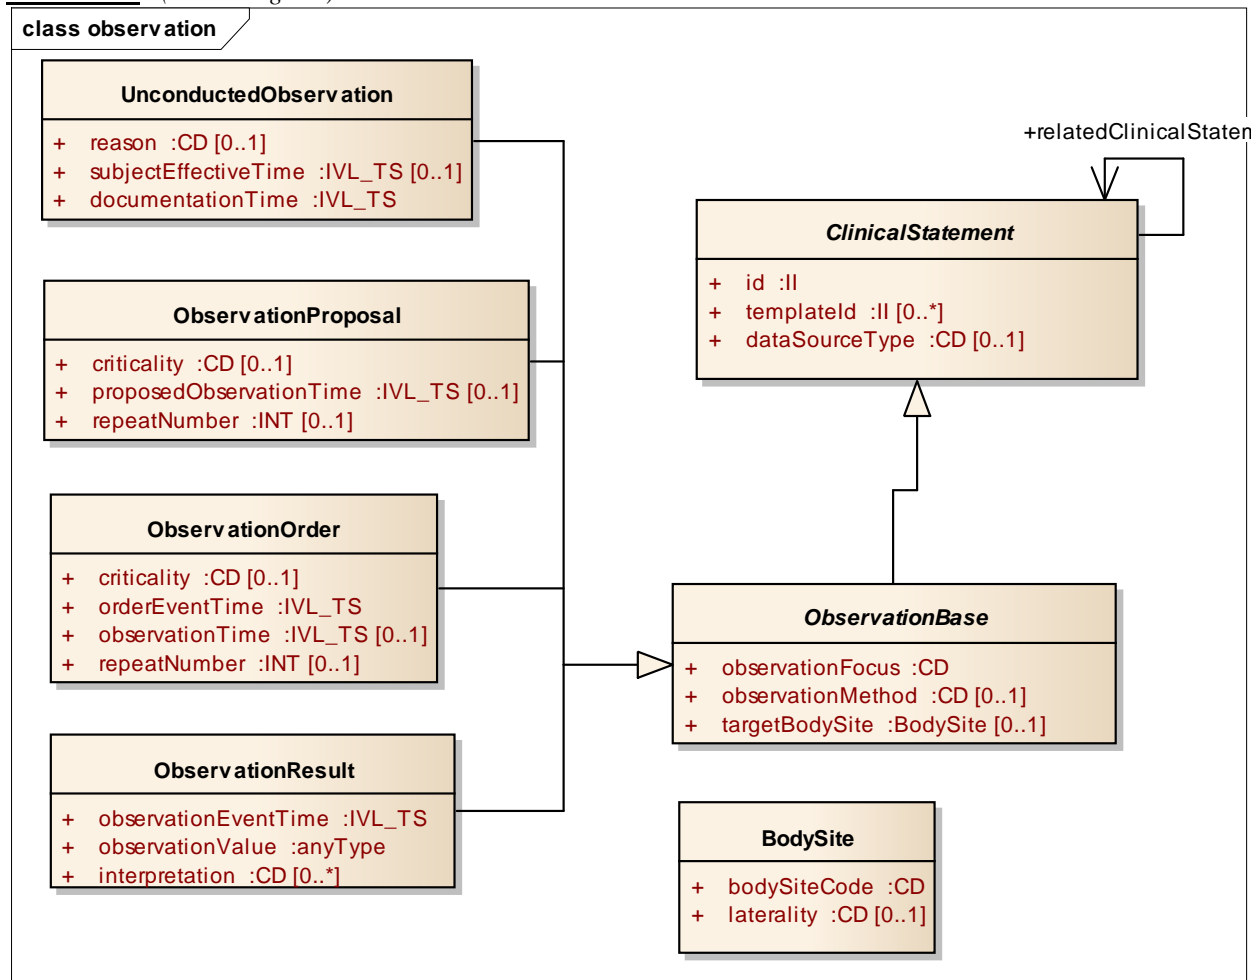 class observation
UnconductedObservation
+ reason :CD [0..1]
+ subjectEffectiveTime :IVL_TS [0..1]
+ documentationTime :IVL_TS
ObservationProposal
+ criticality :CD [0..1]
+ proposedObservationTime :IVL_TS [0..1]
+ repeatNumber :INT [0..1]
ObservationOrder
+ criticality :CD [0..1]
+ orderEventTime :IVL_TS
+ observationTime :IVL_TS [0..1]
+ repeatNumber :INT [0..1]
ObservationResult
+ observationEventTime :IVL_TS
+ observationValue :anyType
+ interpretation :CD [0..*]
+relatedClinicalStatem
ClinicalStatement
+ id :II
+ templateId :II [0..*]
+ dataSourceType :CD [0..1]
ObservationBase
+ observationFocus :CD
+ observationMethod :CD [0..1]
+ targetBodySite :BodySite [0..1]
BodySite
+ bodySiteCode :CD
+ laterality :CD [0..1]